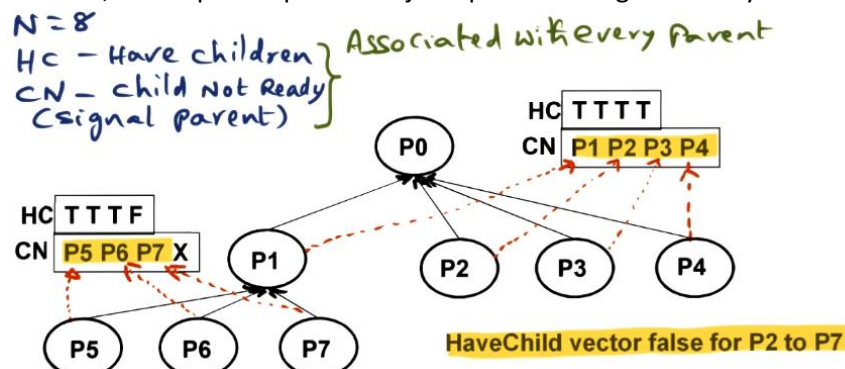 N=8
HC - Have children
CN - Child Not Ready
(signal parent)
Associated with every Parent
HC T T T T
CN P1 P2 P3 P4
P0
HC T T T F
CN P5 P6 P7 X
P1
P2
P3
P4
P5
P6
P7
HaveChild vector false for P2 to P7